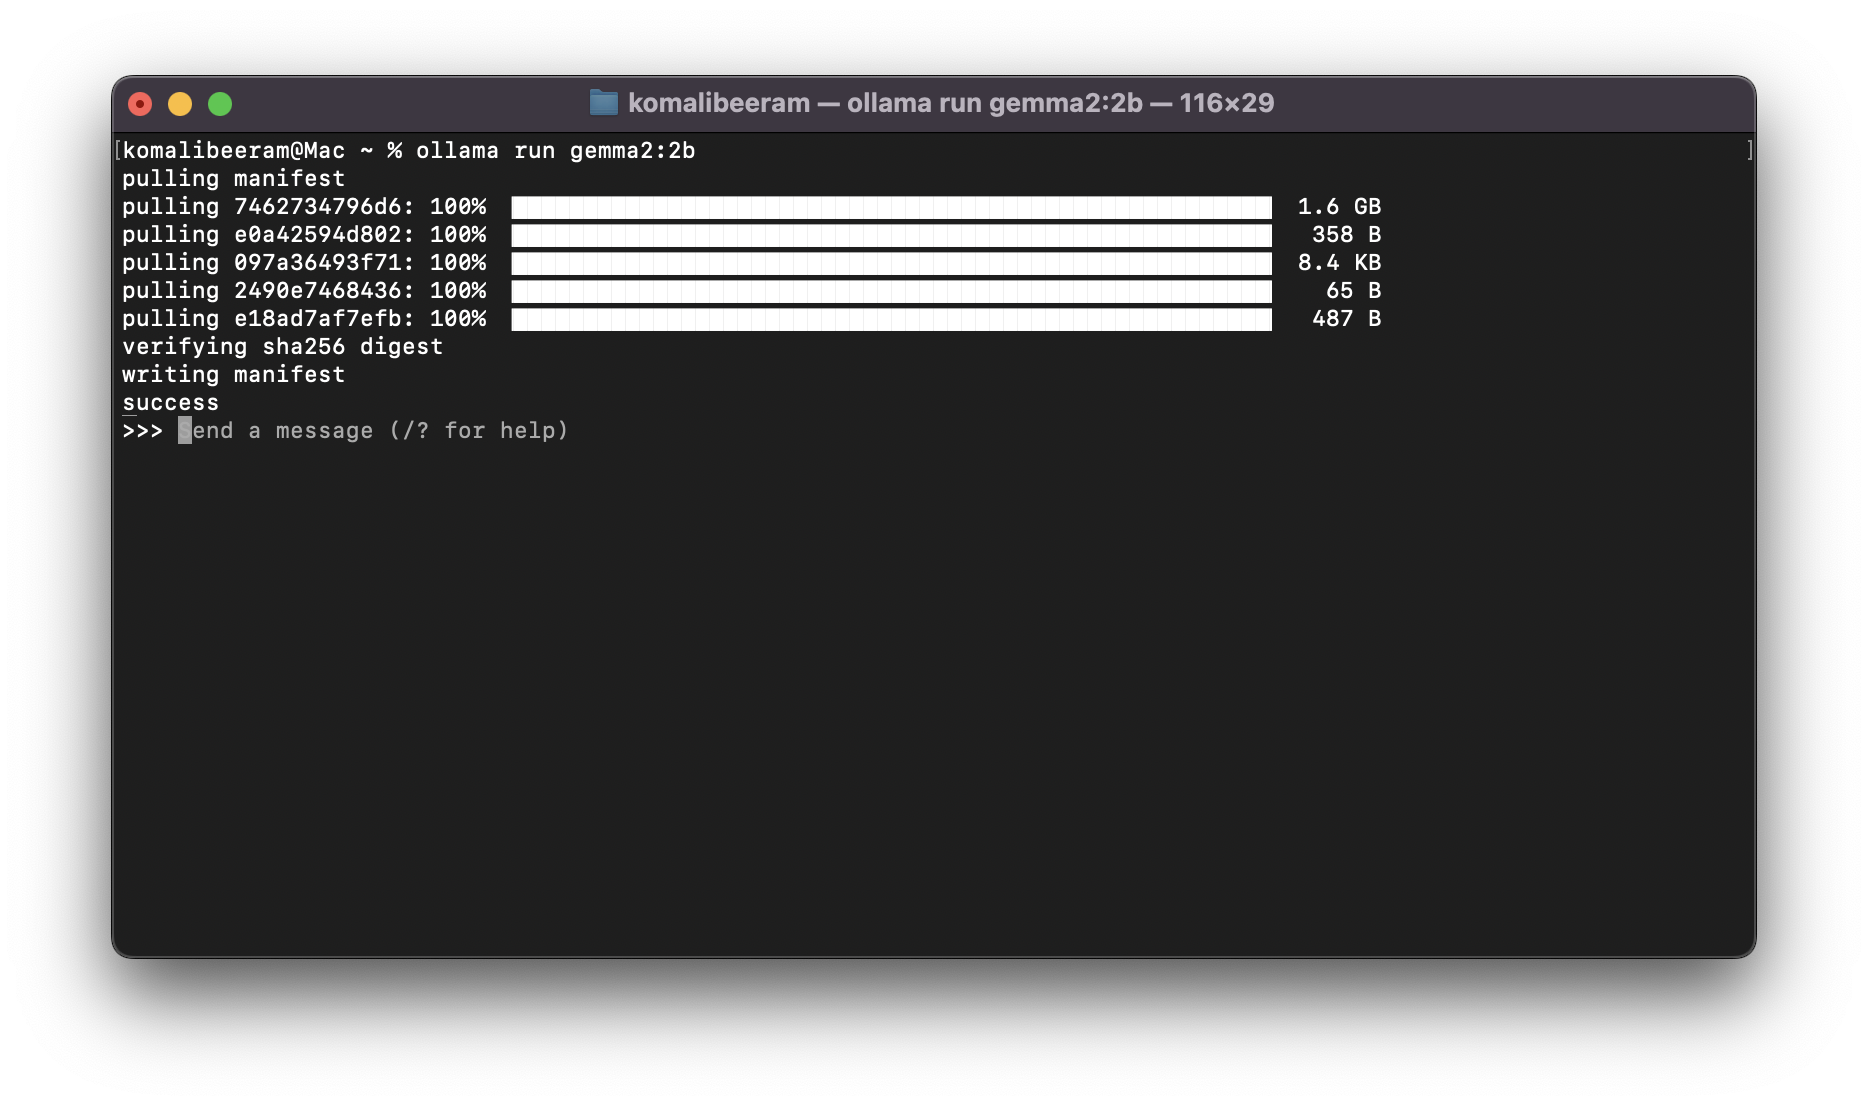 komalibeeram — ollama run gemma2:2b — 116×29
[komalibeeram@Mac ~ % ollama run gemma2:2b ]
pulling manifest
pulling 7462734796d6: 100% 1.6 GB
pulling e0a42594d802: 100% 358 B
pulling 097a36493f71: 100% 8.4 KB
pulling 2490e7468436: 100% 65 B
pulling e18ad7af7efb: 100% 487 B
verifying sha256 digest
writing manifest
success
>>> Send a message (/? for help)